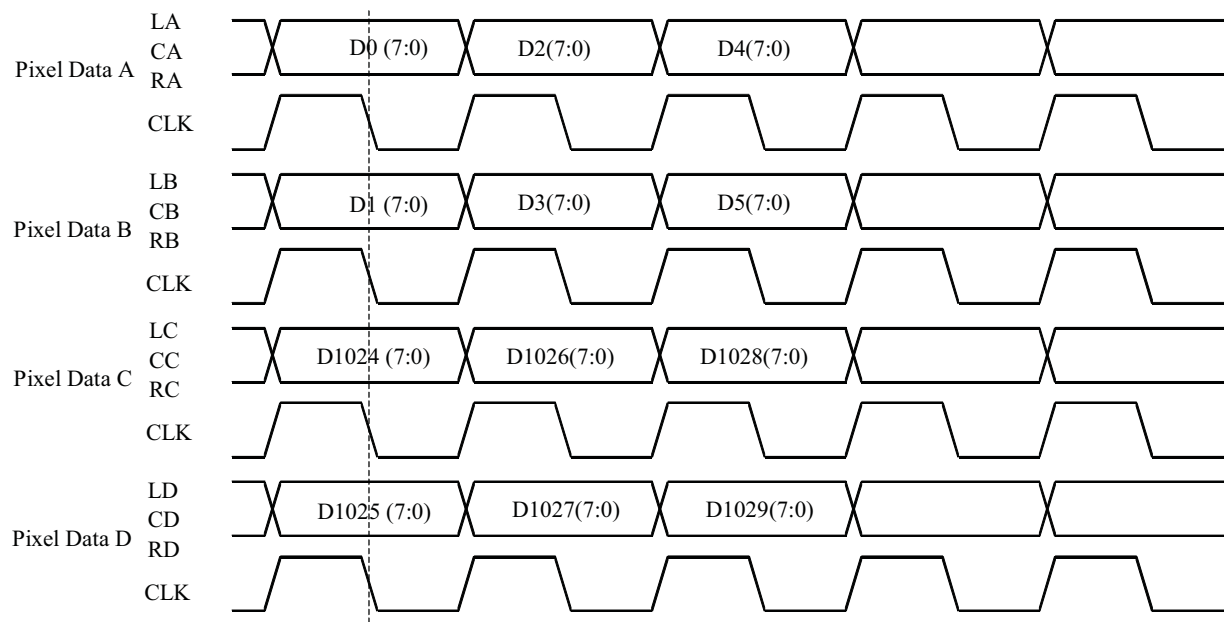 LA
CA D0 (7:0) D2(7:0) D4(7:0)
Pixel Data A
RA
CLK
LB
CB D1 (7:0) D3(7:0) D5(7:0)
Pixel Data B
RB
CLK
LC
CC D1024 (7:0) D1026(7:0) D1028(7:0)
Pixel Data C
RC
CLK
LD
CD D1025 (7:0) D1027(7:0) D1029(7:0)
Pixel Data D
RD
CLK